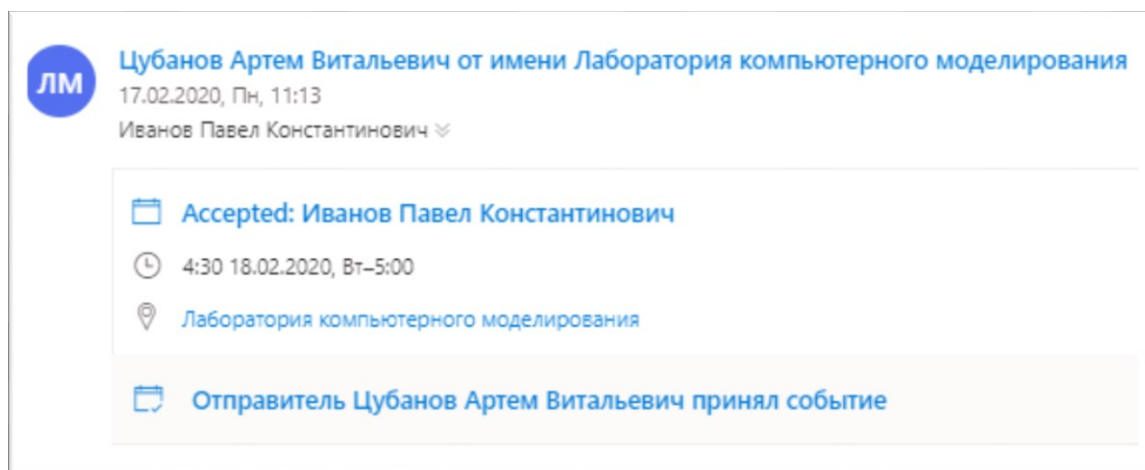 Цубанов Артем Витальевич от имени Лаборатория компьютерного моделирования
ЛМ
17.02.2020, Пн, 11:13
Иванов Павел Константинович
Accepted: Иванов Павел Константинович
4:30 18.02.2020, Вт–5:00
Лаборатория компьютерного моделирования
Отправитель Цубанов Артем Витальевич принял событие